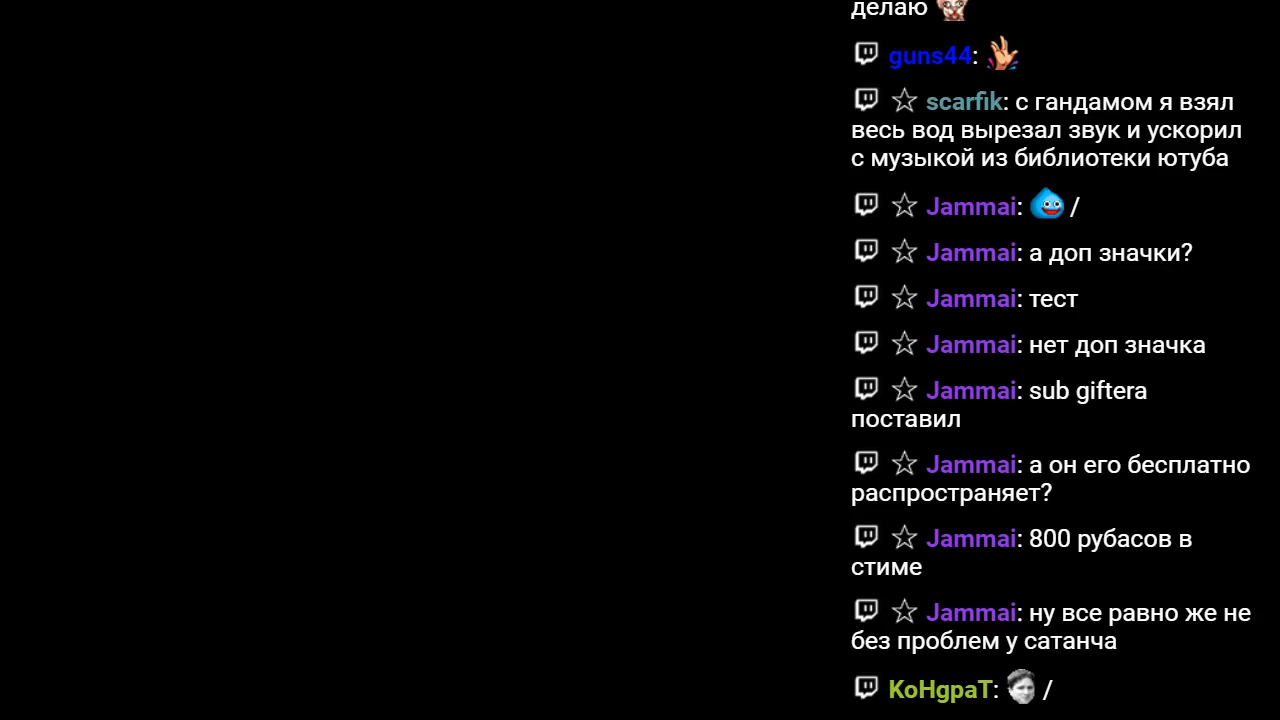 делаю
guns44:
scarfik: с гандамом я взял
весь вод вырезал звук и ускорил
с музыкой из библиотеки ютуба
Jammai: /
Jammai: а доп значки?
Jammai: тест
Jammai: нет доп значка
Jammai: sub giftera
поставил
Jammai: а он его бесплатно
распространяет?
Jammai: 800 рубасов в
стиме
Jammai: ну все равно же не
без проблем у сатанча
KoHgpaT: /